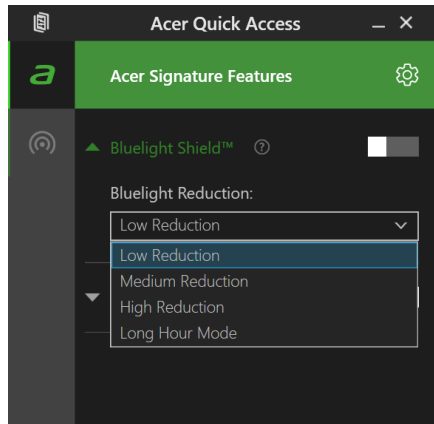 Acer Quick Access
Acer Signature Features
Bluelight Shield™
Bluelight Reduction:
Low Reduction
Low Reduction
Medium Reduction
High Reduction
Long Hour Mode